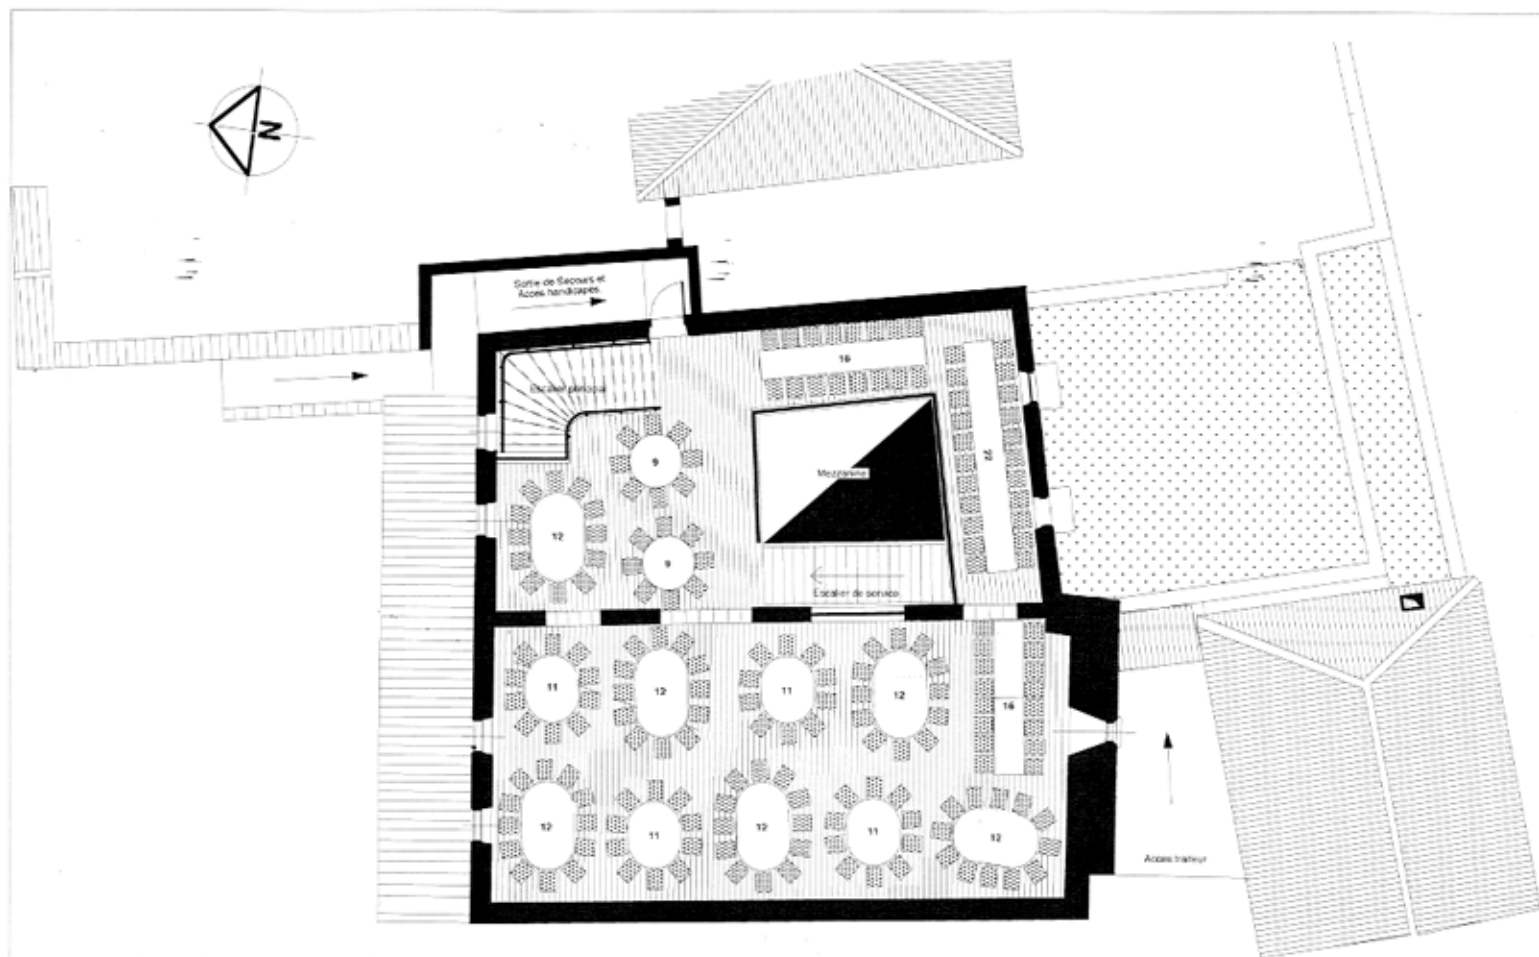 N
Sortie de Secours et
Accès handicapés
16
Escalier principal
22
9
Mezzanine
12
9
Escalier de service
11
12
11
12
16
12
11
12
11
12
Accès traiteur